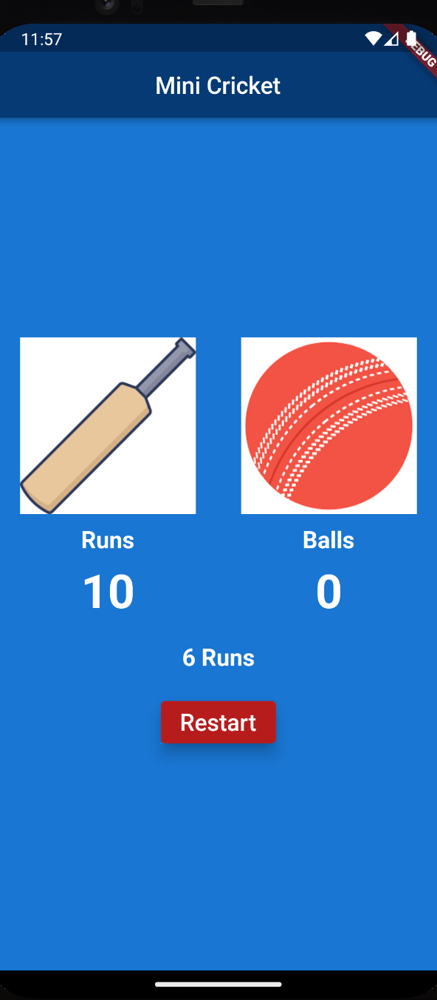 11:57
DEBUG
Mini Cricket
Runs
Balls
10
0
6 Runs
Restart